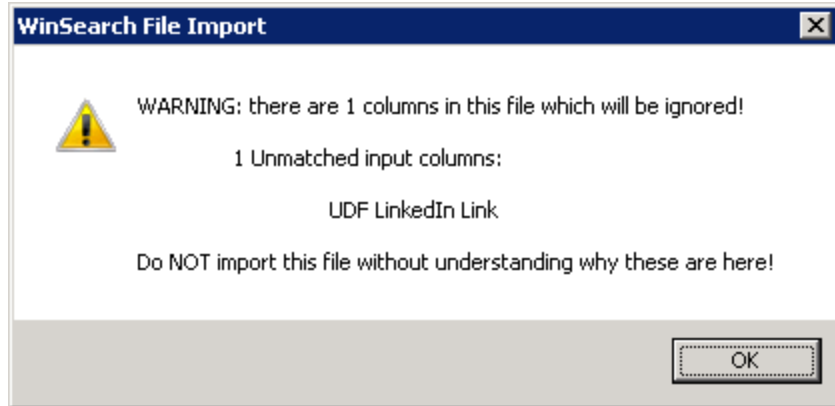 WinSearch File Import
WARNING: there are 1 columns in this file which will be ignored!
1 Unmatched input columns:
UDF LinkedIn Link
Do NOT import this file without understanding why these are here!
OK